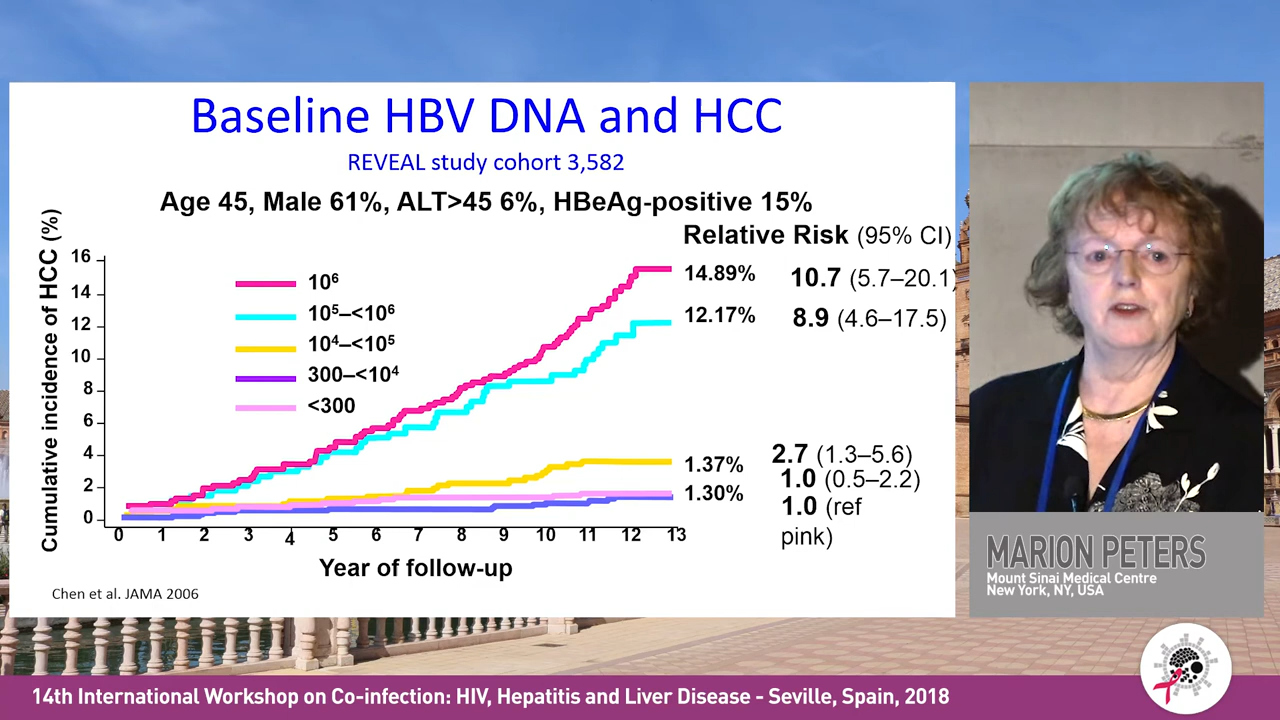 Baseline HBV DNA and HCC
REVEAL study cohort 3,582
Age 45, Male 61%, ALT>45 6%, HBeAg-positive 15%
Relative Risk (95% CI)
Cumulative incidence of HCC (%)
16
14
12
10
8
6
4
2
0
10⁶
10⁵–<10⁶
10⁴–<10⁵
300–<10⁴
<300
14.89% 10.7 (5.7–20.1)
12.17% 8.9 (4.6–17.5)
2.7 (1.3–5.6)
1.37%
1.0 (0.5–2.2)
1.30%
1.0 (ref
pink)
0 1 2 3 4 5 6 7 8 9 10 11 12 13
Year of follow-up
Chen et al. JAMA 2006
MARION PETERS
Mount Sinai Medical Centre
New York, NY, USA
14th International Workshop on Co-infection: HIV, Hepatitis and Liver Disease - Seville, Spain, 2018